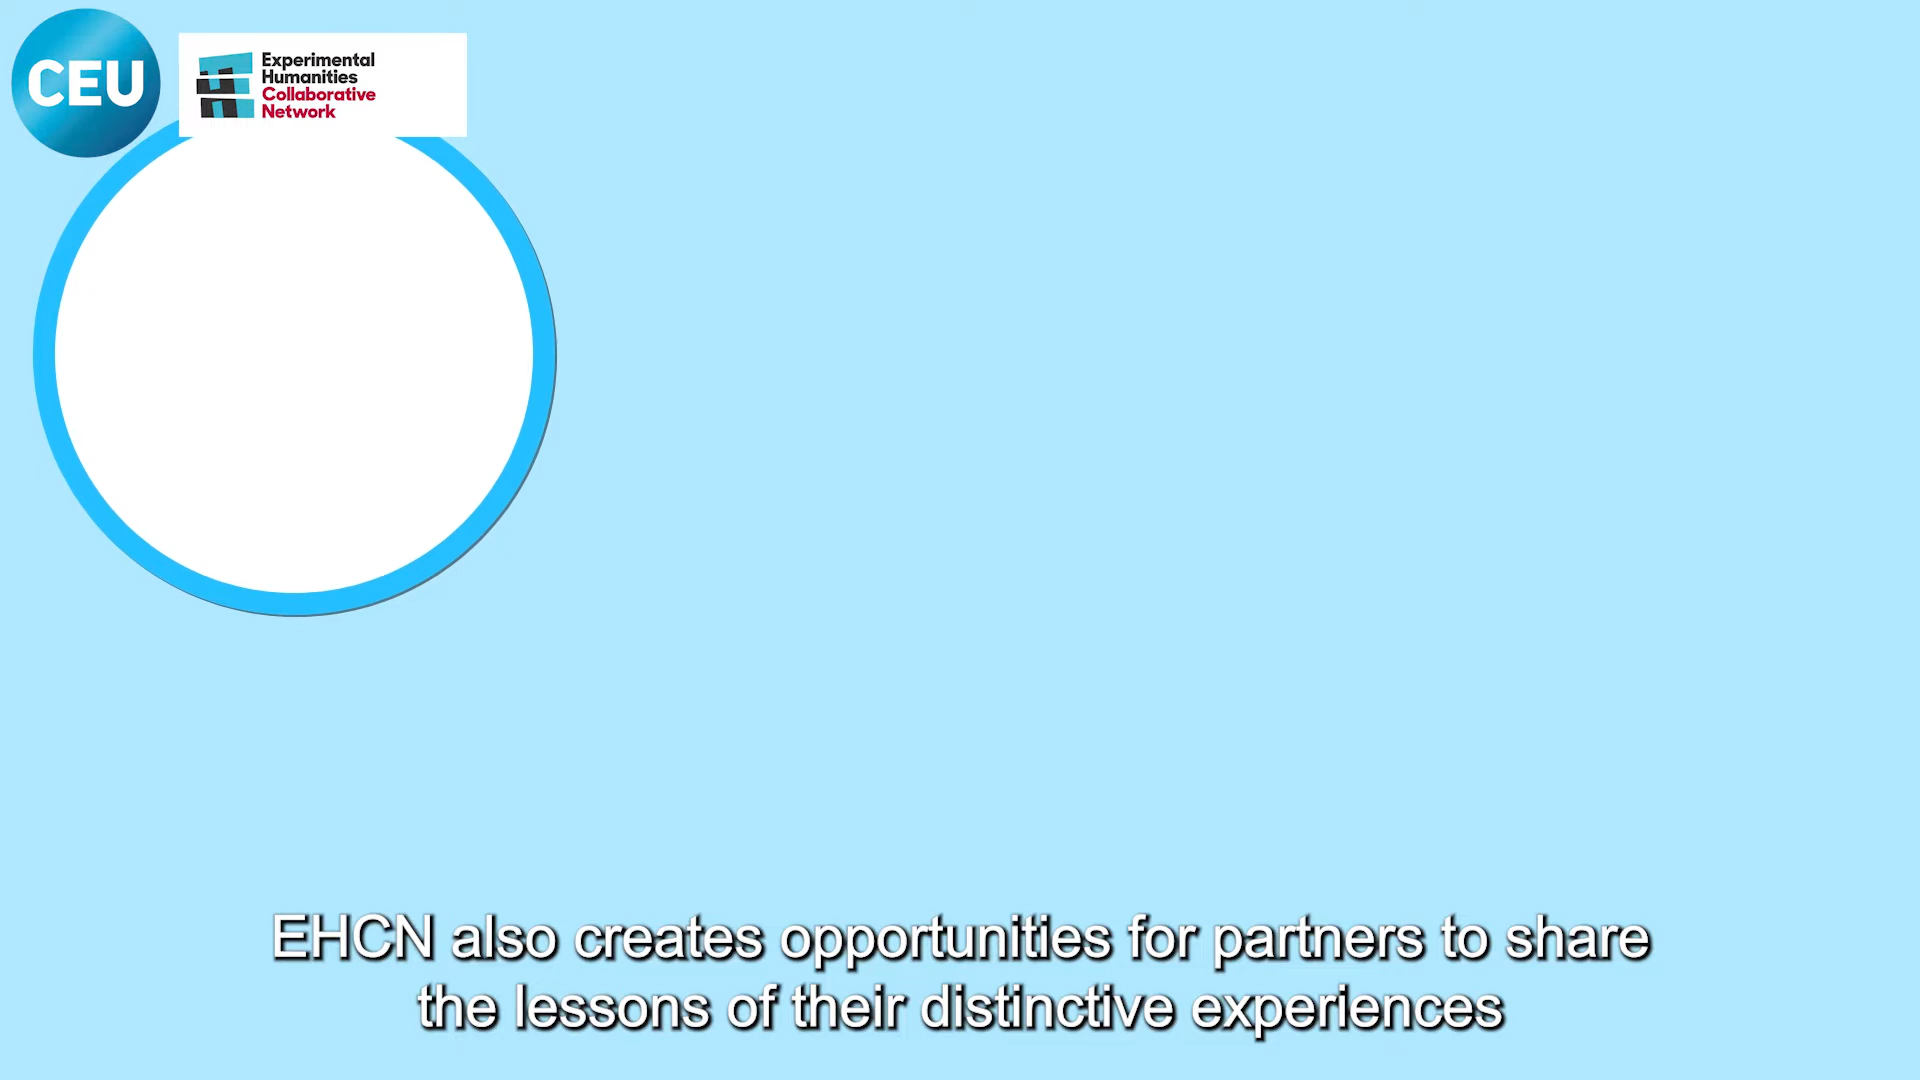 CEU
Experimental
Humanities
Collaborative
Network
EHCN also creates opportunities for partners to share
the lessons of their distinctive experiences